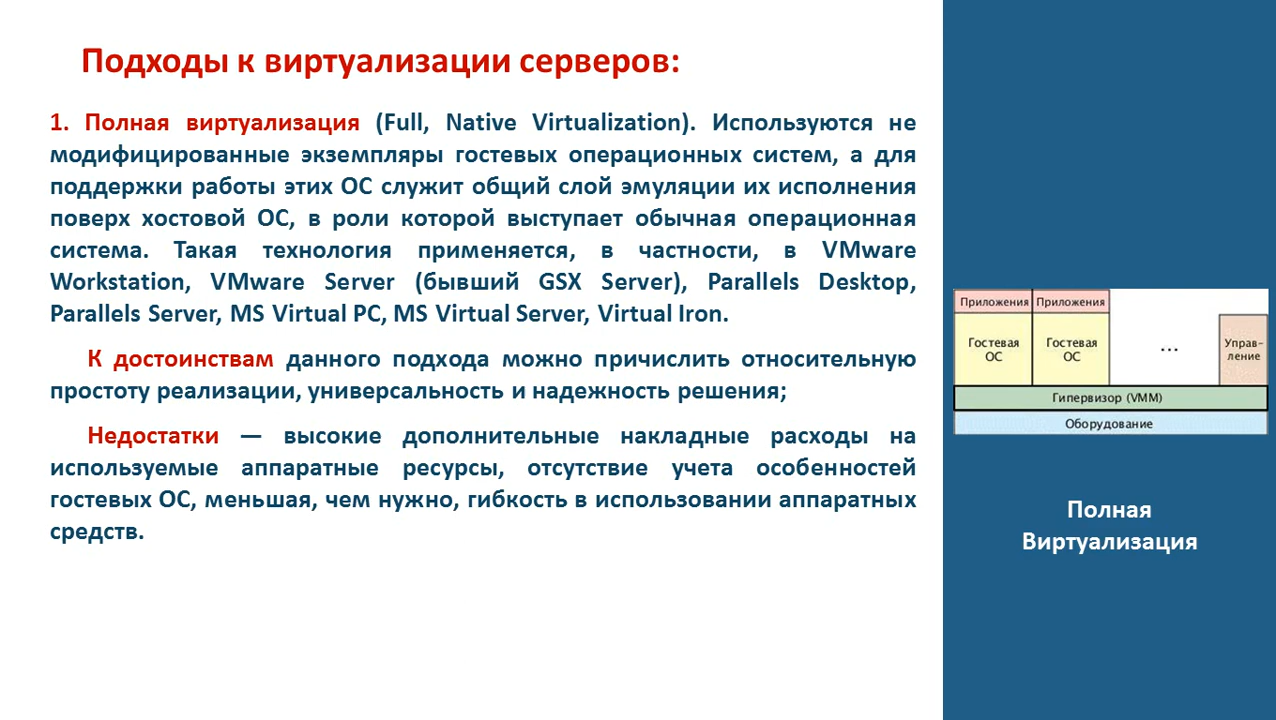 Подходы к виртуализации серверов:
1. Полная виртуализация (Full, Native Virtualization). Используются не
модифицированные экземпляры гостевых операционных систем, а для
поддержки работы этих ОС служит общий слой эмуляции их исполнения
поверх хостовой ОС, в роли которой выступает обычная операционная
система. Такая технология применяется, в частности, в VMware
Workstation, VMware Server (бывший GSX Server), Parallels Desktop,
Parallels Server, MS Virtual PC, MS Virtual Server, Virtual Iron.
К достоинствам данного подхода можно причислить относительную
простоту реализации, универсальность и надежность решения;
Недостатки — высокие дополнительные накладные расходы на
используемые аппаратные ресурсы, отсутствие учета особенностей
гостевых ОС, меньшая, чем нужно, гибкость в использовании аппаратных
средств.
Приложения Приложения
Гостевая
ОС
Гостевая
ОС
...
Управ-
ление
Гипервизор (VMM)
Оборудование
Полная
Виртуализация